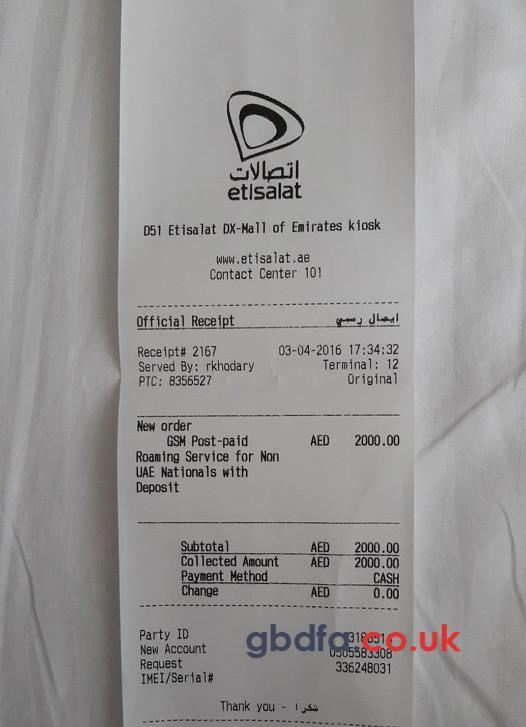 اتصالات
etisalat
D51 Etisalat DX-Mall of Emirates kiosk
www.etisalat.ae
Contact Center 101
Official Receipt ايصال رسمي
Receipt# 2167 03-04-2016 17:34:32
Served By: rkhodary Terminal: 12
PTC: 8356527 Original
New order
GSM Post-paid AED 2000.00
Roaming Service for Non
UAE Nationals with
Deposit
Subtotal AED 2000.00
Collected Amount AED 2000.00
Payment Method CASH
Change AED 0.00
Party ID
gbdfa.co.uk
New Account 0505583308
Request 336248031
IMEI/Serial#
Thank you - شكرا